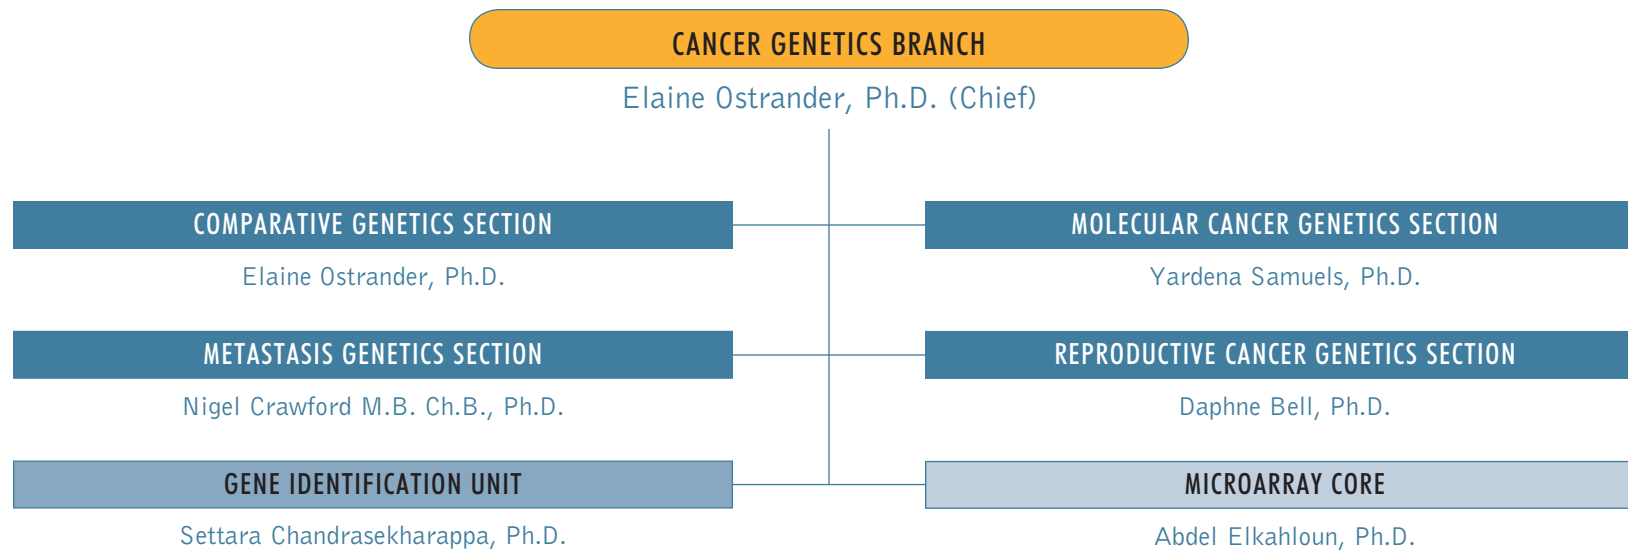 CANCER GENETICS BRANCH
Elaine Ostrander, Ph.D. (Chief)
COMPARATIVE GENETICS SECTION
Elaine Ostrander, Ph.D.
MOLECULAR CANCER GENETICS SECTION
Yardena Samuels, Ph.D.
METASTASIS GENETICS SECTION
Nigel Crawford M.B. Ch.B., Ph.D.
REPRODUCTIVE CANCER GENETICS SECTION
Daphne Bell, Ph.D.
GENE IDENTIFICATION UNIT
Settara Chandrasekharappa, Ph.D.
MICROARRAY CORE
Abdel Elkahloun, Ph.D.